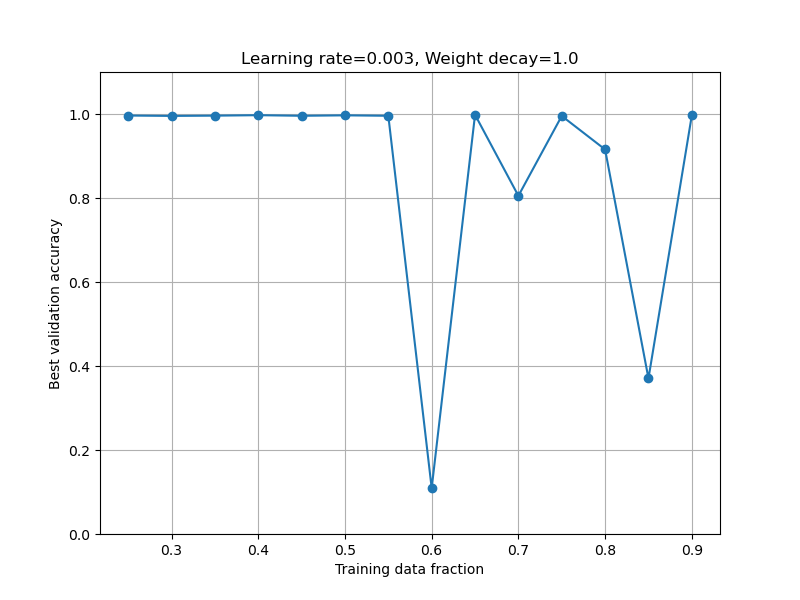 Learning rate=0.003, Weight decay=1.0
Best validation accuracy
1.0
0.8
0.6
0.4
0.2
0.0
0.3 0.4 0.5 0.6 0.7 0.8 0.9
Training data fraction